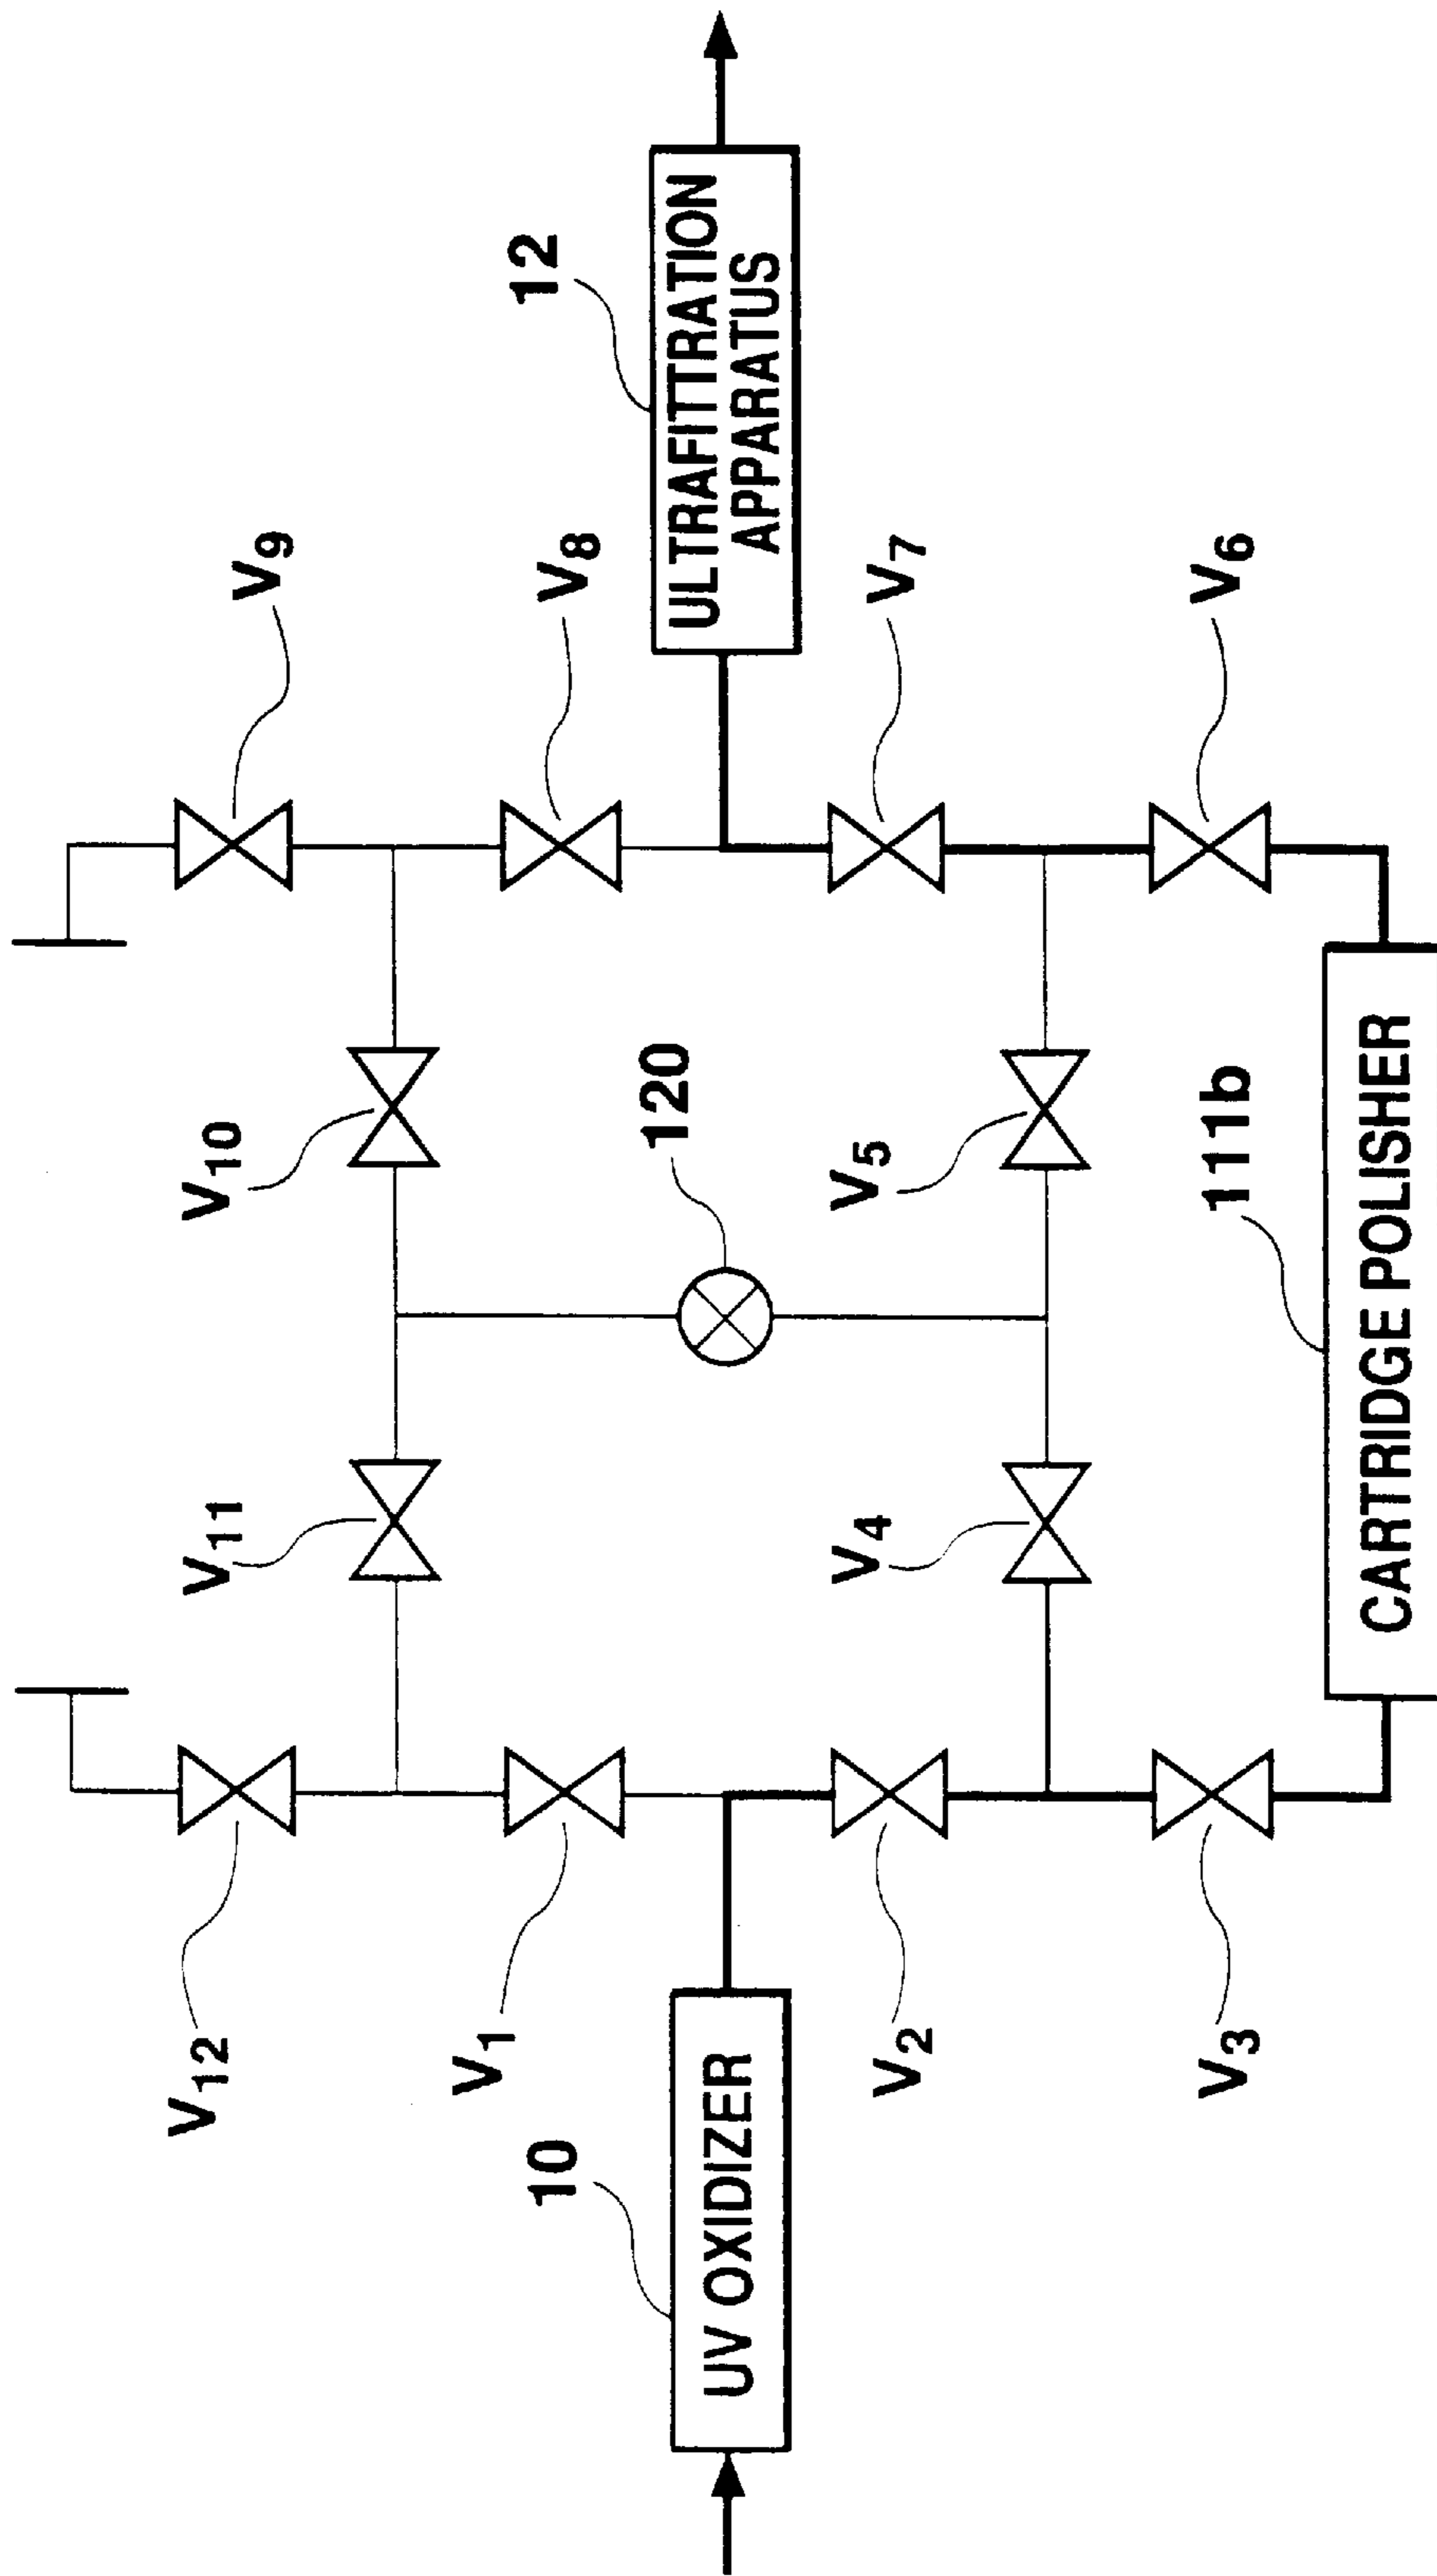 V12
V11
V10
V9
V1
V8
10
UV OXIDIZER
120
12
ULTRAFITTRATION
APPARATUS
V2
V4
V5
V7
V3
111b
V6
CARTRIDGE POLISHER